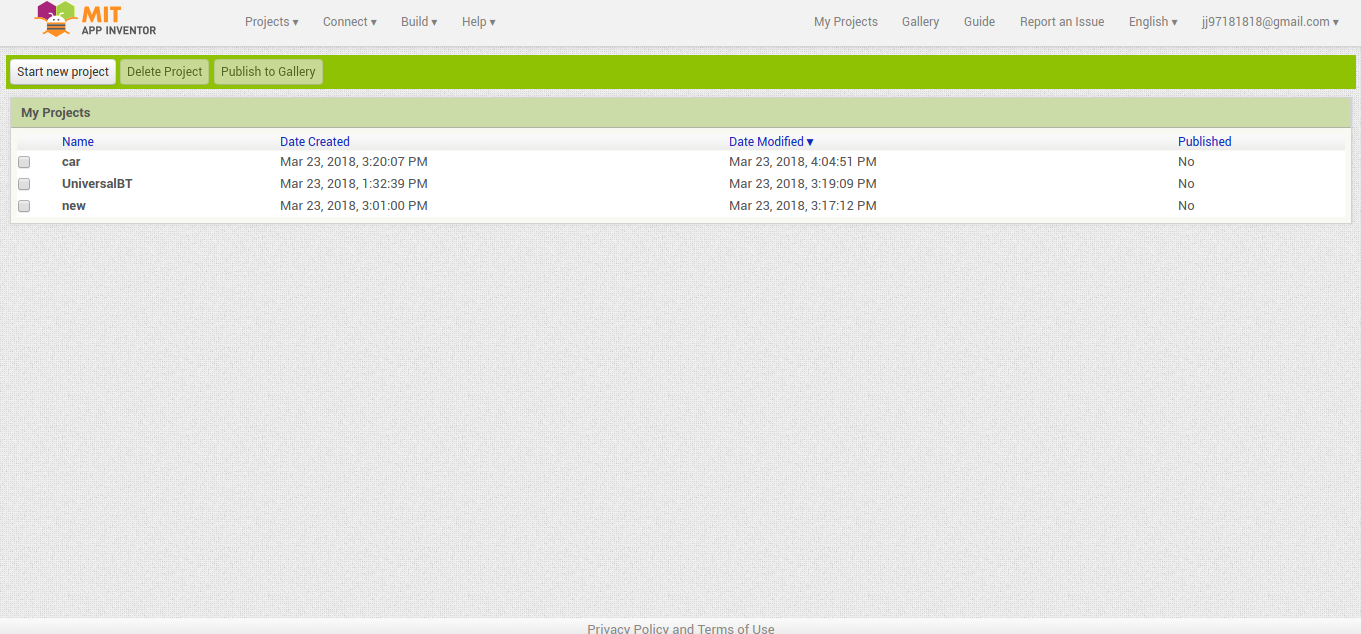 MIT
APP INVENTOR
Projects ▾ Connect ▾ Build ▾ Help ▾ My Projects Gallery Guide Report an Issue English ▾ jj97181818@gmail.com ▾
Start new project Delete Project Publish to Gallery
My Projects
Name Date Created Date Modified ▼ Published
car Mar 23, 2018, 3:20:07 PM Mar 23, 2018, 4:04:51 PM No
UniversalBT Mar 23, 2018, 1:32:39 PM Mar 23, 2018, 3:19:09 PM No
new Mar 23, 2018, 3:01:00 PM Mar 23, 2018, 3:17:12 PM No
Privacy Policy and Terms of Use